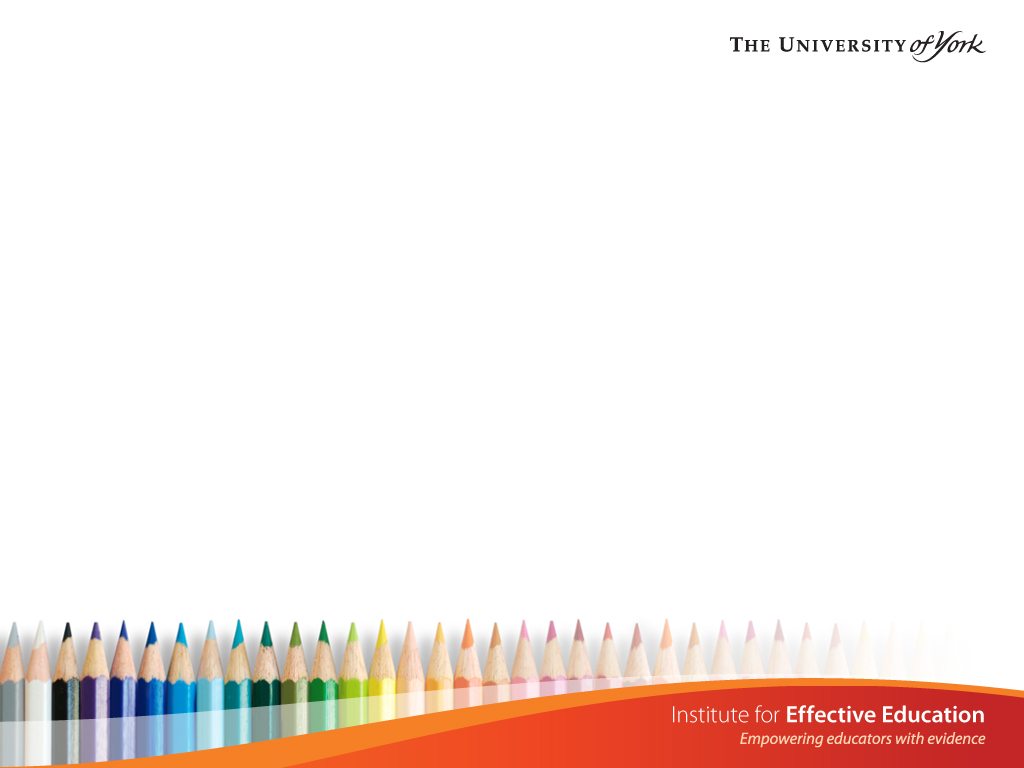 THE UNIVERSITY of York
Institute for Effective Education
Empowering educators with evidence